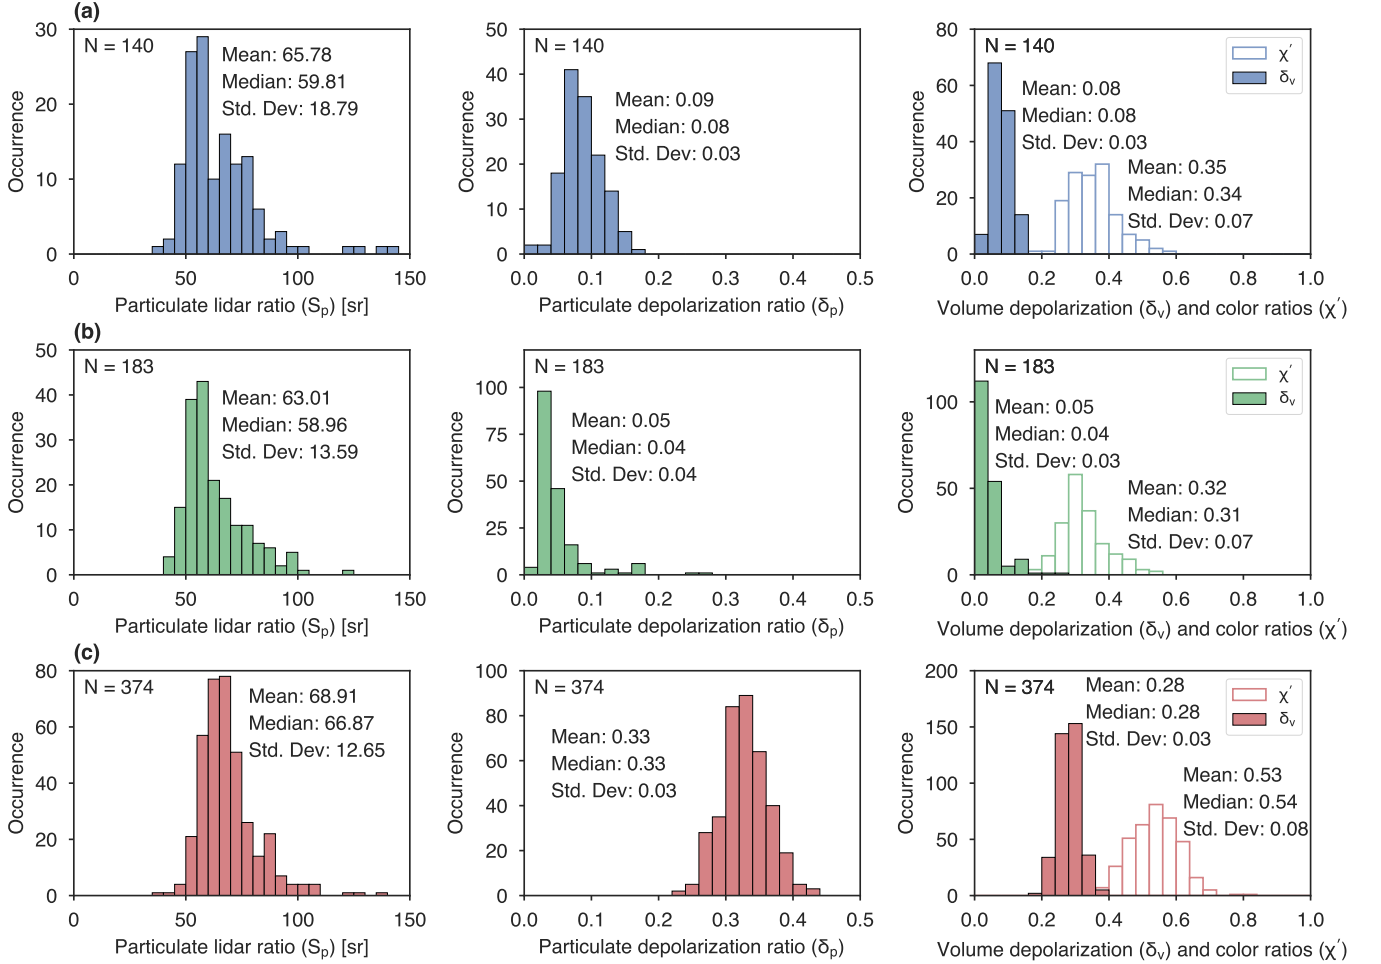 (a)
30
20
10
0
Occurrence
N = 140
Mean: 65.78
Median: 59.81
Std. Dev: 18.79
50
100
150
Particulate lidar ratio (Sp) [sr]
50
40
30
20
10
0
Occurrence
N = 140
Mean: 0.09
Median: 0.08
Std. Dev: 0.03
0.0
0.1
0.2
0.3
0.4
0.5
Particulate depolarization ratio (δp)
80
60
40
20
0
Occurrence
N = 140
χ′
δv
Mean: 0.08
Median: 0.08
Std. Dev: 0.03
Mean: 0.35
Median: 0.34
Std. Dev: 0.07
0.0
0.2
0.4
0.6
0.8
1.0
Volume depolarization (δv) and color ratios (χ′)
(b)
50
40
30
20
10
0
Occurrence
N = 183
Mean: 63.01
Median: 58.96
Std. Dev: 13.59
50
100
150
Particulate lidar ratio (Sp) [sr]
100
75
50
25
0
Occurrence
N = 183
Mean: 0.05
Median: 0.04
Std. Dev: 0.04
0.0
0.1
0.2
0.3
0.4
0.5
Particulate depolarization ratio (δp)
100
50
0
Occurrence
N = 183
χ′
δv
Mean: 0.05
Median: 0.04
Std. Dev: 0.03
Mean: 0.32
Median: 0.31
Std. Dev: 0.07
0.0
0.2
0.4
0.6
0.8
1.0
Volume depolarization (δv) and color ratios (χ′)
(c)
80
60
40
20
0
Occurrence
N = 374
Mean: 68.91
Median: 66.87
Std. Dev: 12.65
50
100
150
Particulate lidar ratio (Sp) [sr]
100
80
60
40
20
0
Occurrence
N = 374
Mean: 0.33
Median: 0.33
Std. Dev: 0.03
0.0
0.1
0.2
0.3
0.4
0.5
Particulate depolarization ratio (δp)
200
150
100
50
0
Occurrence
N = 374
χ′
δv
Mean: 0.28
Median: 0.28
Std. Dev: 0.03
Mean: 0.53
Median: 0.54
Std. Dev: 0.08
0.0
0.2
0.4
0.6
0.8
1.0
Volume depolarization (δv) and color ratios (χ′)